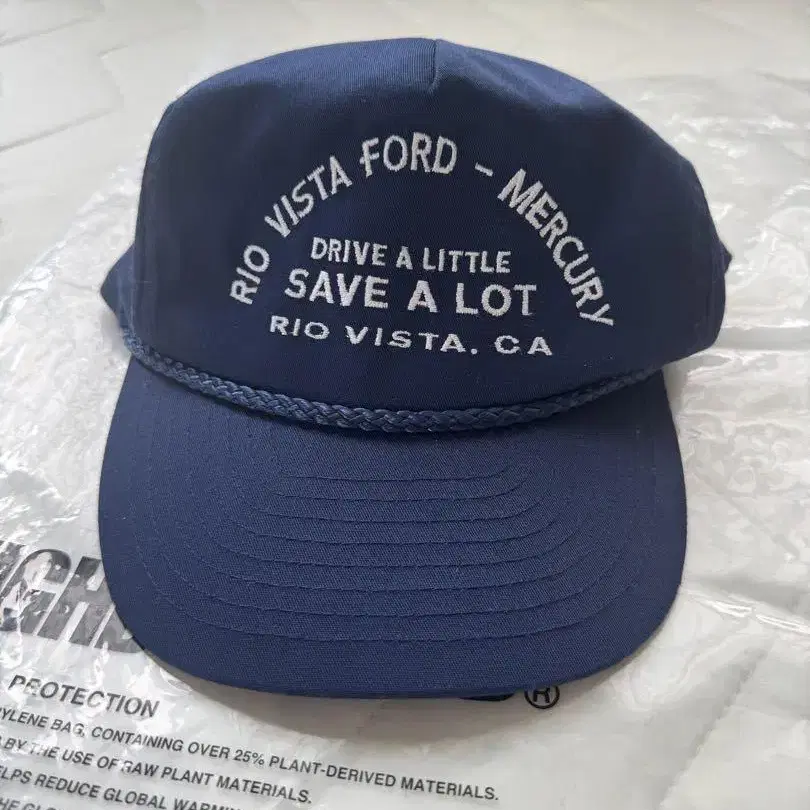 RIO VISTA FORD - MERCURY
DRIVE A LITTLE
SAVE A LOT
RIO VISTA. CA
®
PROTECTION
BAG, CONTAINING OVER 25% PLANT-DERIVED MATERIALS.
BY THE USE OF RAW PLANT MATERIALS.
REDUCE GLOBAL